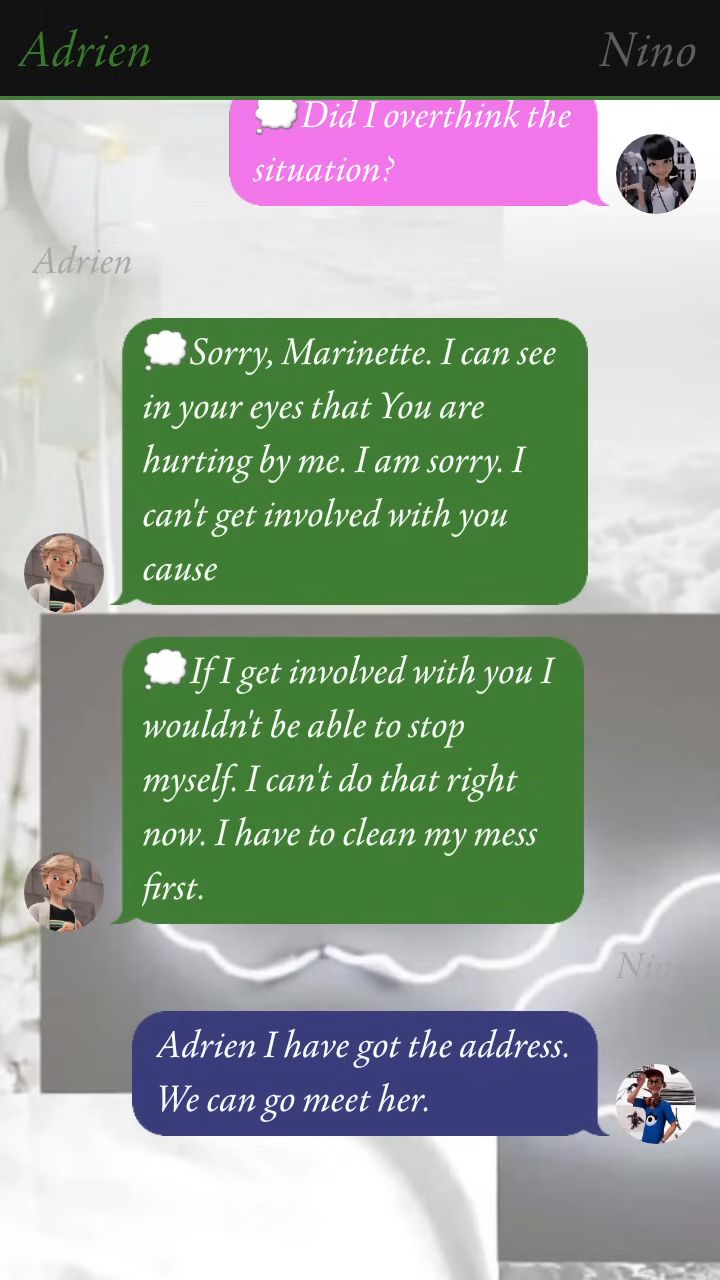 Adrien
Nino
💭Did I overthink the
situation?
Adrien
💭Sorry, Marinette. I can see
in your eyes that You are
hurting by me. I am sorry. I
can't get involved with you
cause
💭If I get involved with you I
wouldn't be able to stop
myself. I can't do that right
now. I have to clean my mess
first.
Nin
Adrien I have got the address.
We can go meet her.